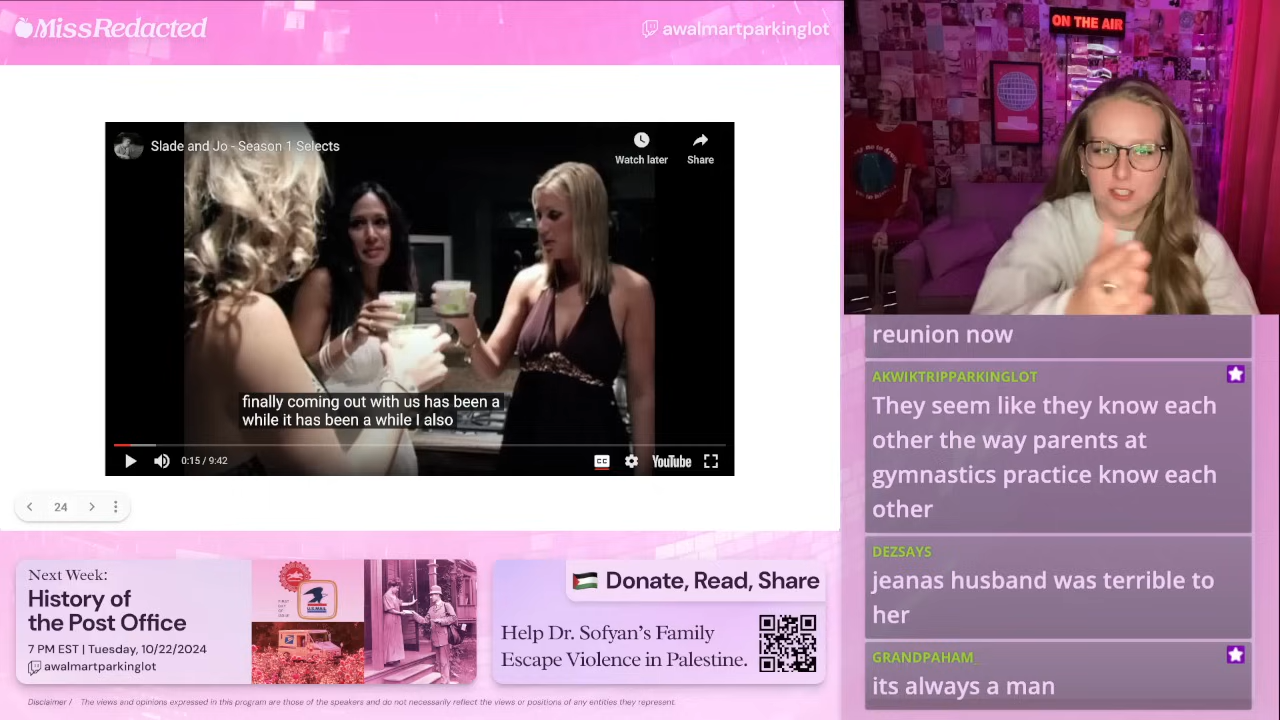 MissRedacted
awalmartparkinglot
ON THE AIR
Slade and Jo - Season 1 Selects
Watch later
Share
finally coming out with us has been a
while it has been a while I also
0:15 / 9:42
CC
YouTube
24
reunion now
AKWIKTRIPPARKINGLOT
They seem like they know each
other the way parents at
gymnastics practice know each
other
DEZSAYS
jeanas husband was terrible to
her
GRANDPAHAM_
its always a man
Next Week:
History of
the Post Office
7 PM EST | Tuesday, 10/22/2024
awalmartparkinglot
U.S.MAIL
Donate, Read, Share
Help Dr. Sofyan's Family
Escape Violence in Palestine.
Disclaimer / The views and opinions expressed in this program are those of the speakers and do not necessarily reflect the views or positions of any entities they represent.